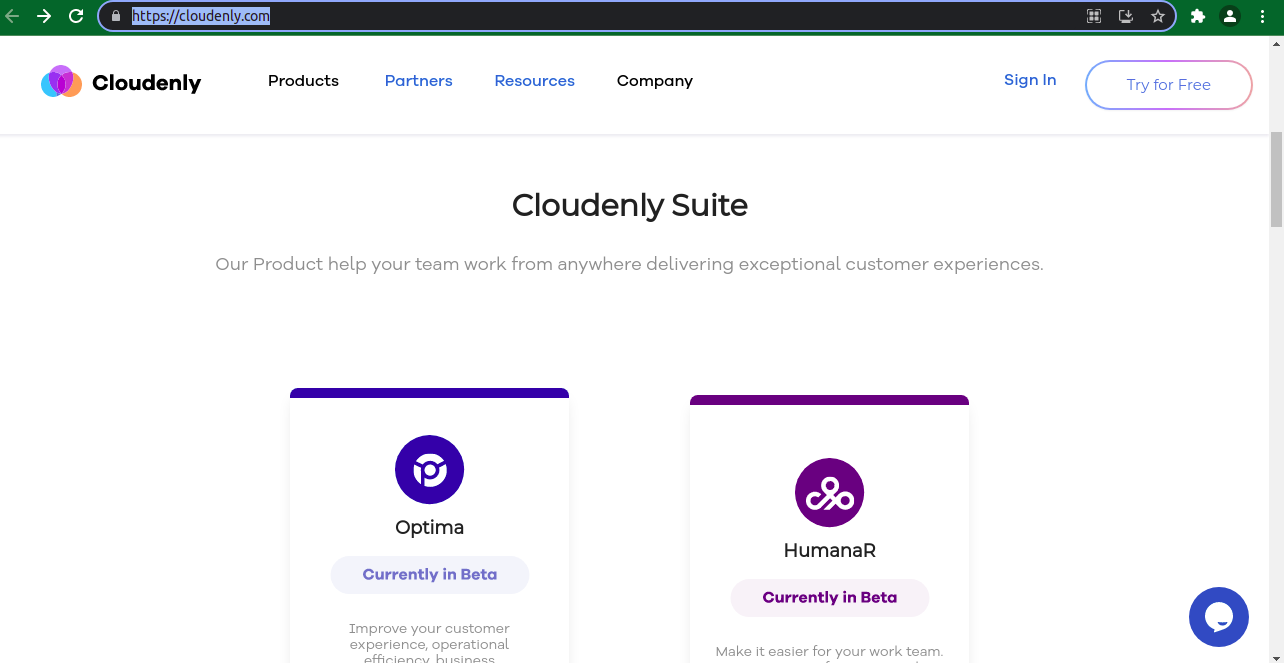 https://cloudenly.com
Cloudenly
Products
Partners
Resources
Company
Sign In
Try for Free
Cloudenly Suite
Our Product help your team work from anywhere delivering exceptional customer experiences.
Optima
Currently in Beta
Improve your customer
experience, operational
efficiency, business
HumanaR
Currently in Beta
Make it easier for your work team.